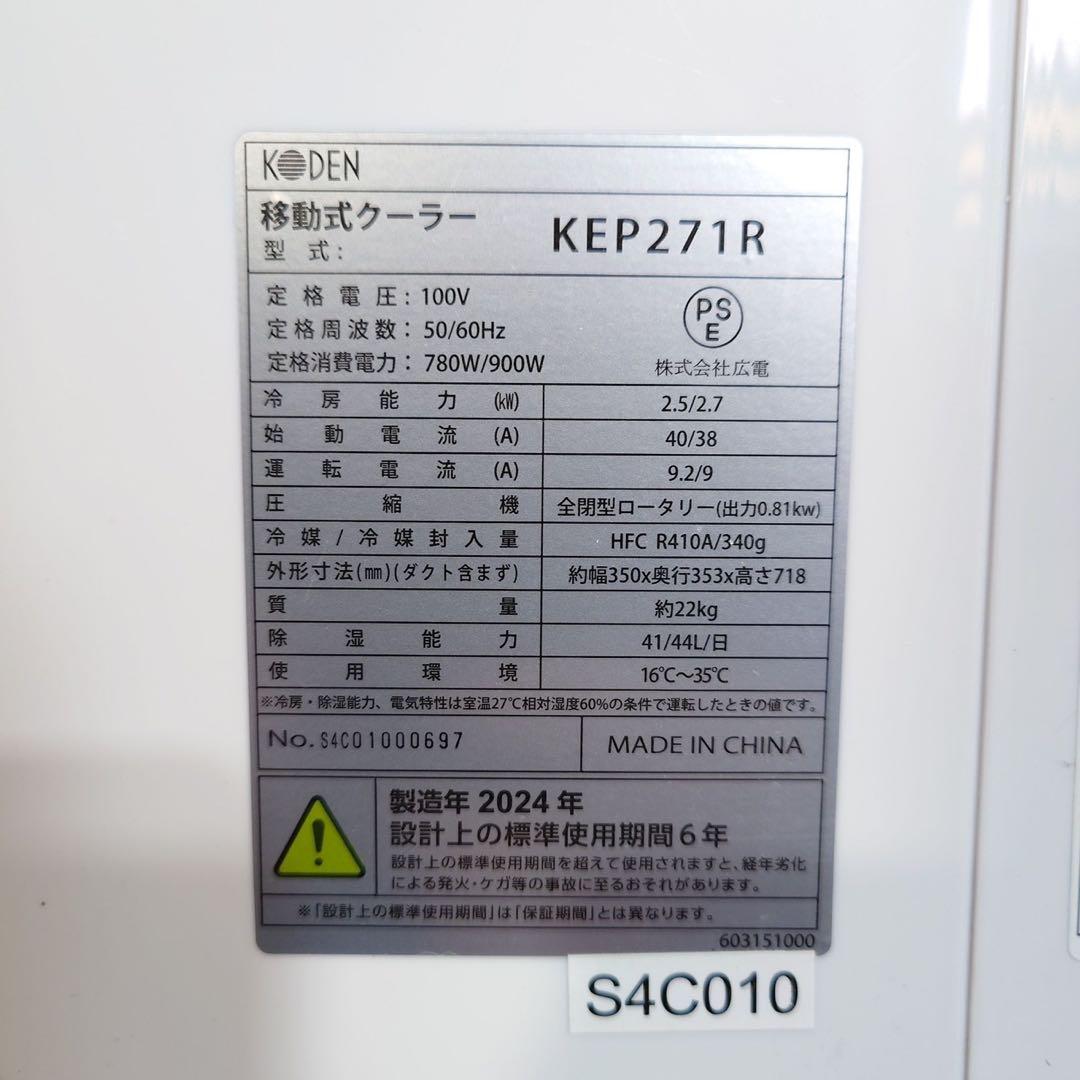 KODEN
移動式クーラー
型式: KEP271R
定格電圧: 100V
定格周波数: 50/60Hz
定格消費電力: 780W/900W
PS
E
株式会社広電
冷房能力(kW) 2.5/2.7
始動電流(A) 40/38
運転電流(A) 9.2/9
圧縮機 全閉型ロータリー(出力0.81kw)
冷媒/冷媒封入量 HFC R410A/340g
外形寸法(mm)(ダクト含まず) 約幅350x奥行353x高さ718
質量 約22kg
除湿能力 41/44L/日
使用環境 16℃～35℃
※冷房・除湿能力、電気特性は室温27℃相対湿度60%の条件で運転したときの値です。
No. S4C01000697 MADE IN CHINA
製造年 2024 年
設計上の標準使用期間 6 年
設計上の標準使用期間を超えて使用されますと、経年劣化
による発火・ケガ等の事故に至るおそれがあります。
※「設計上の標準使用期間」は「保証期間」とは異なります。
603151000
S4C010